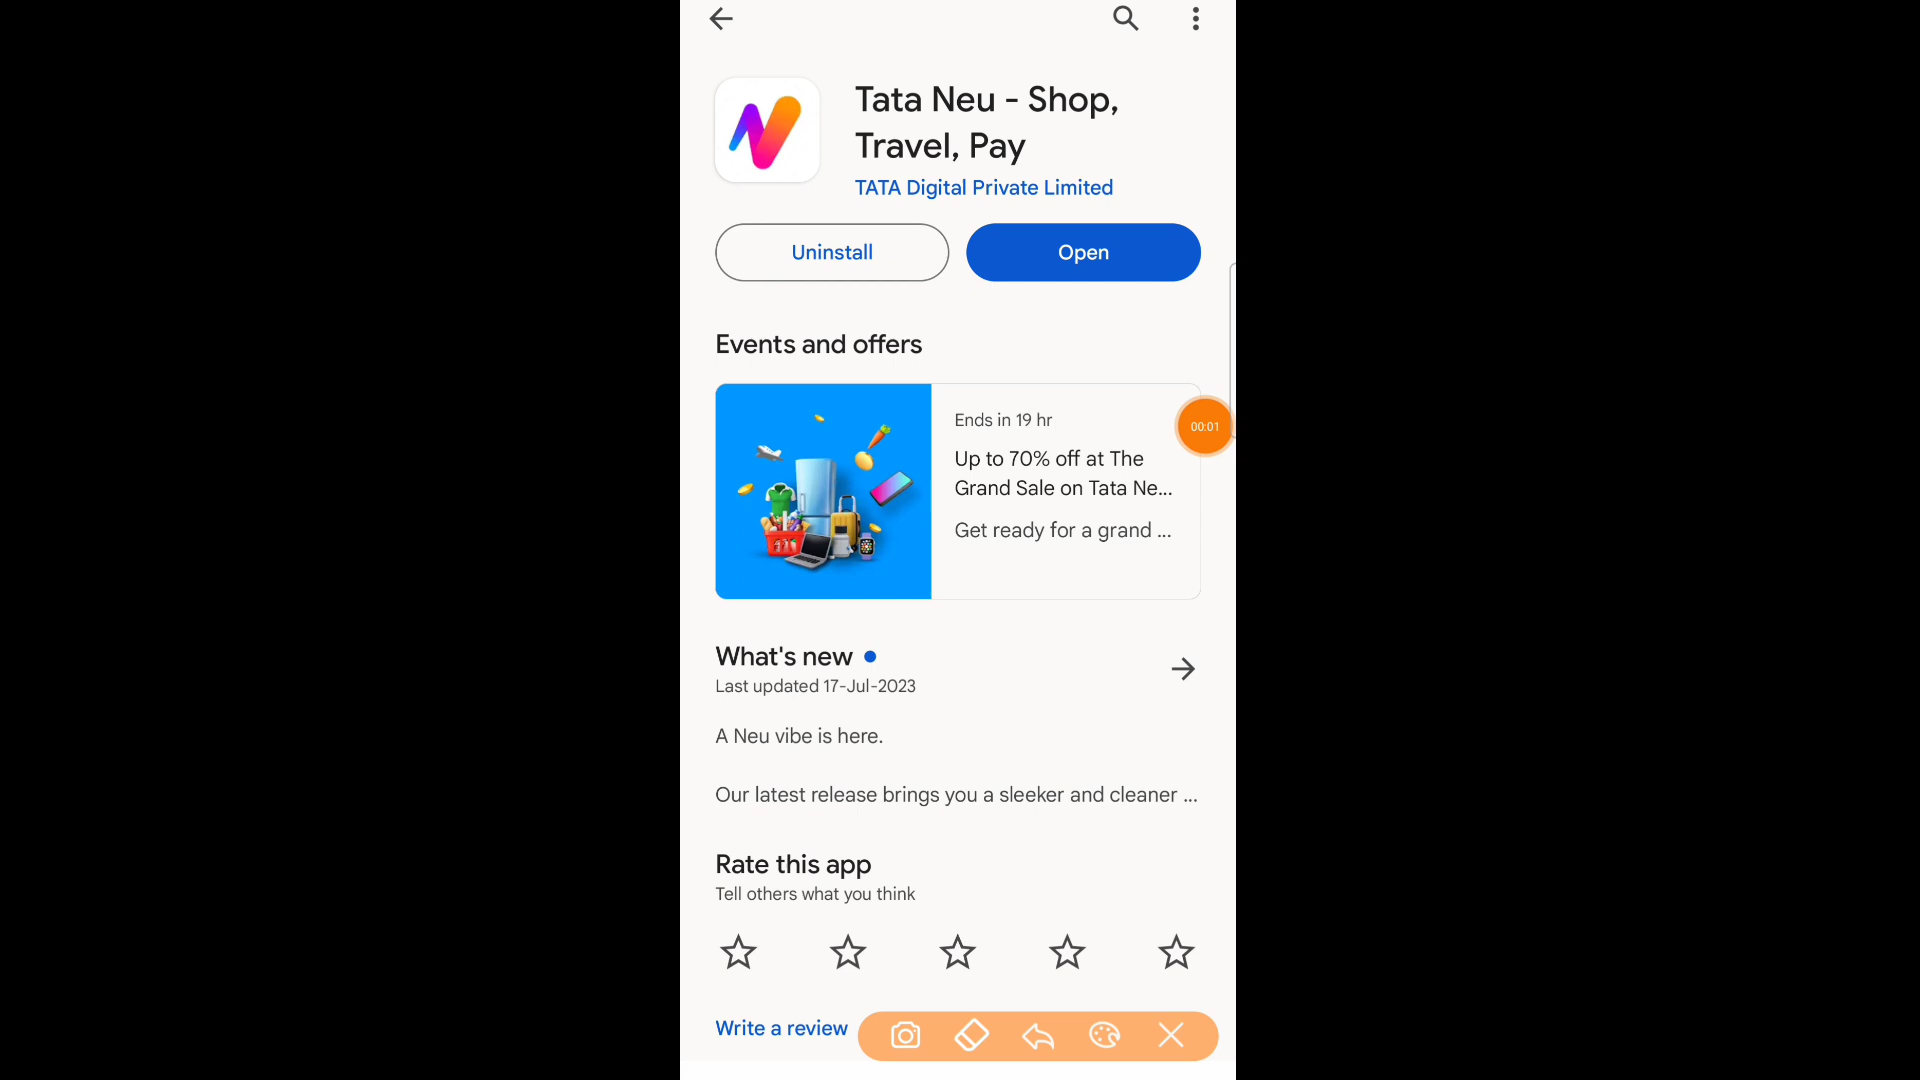 Tata Neu - Shop,
Travel, Pay
TATA Digital Private Limited
Uninstall
Open
Events and offers
Ends in 19 hr
Up to 70% off at The
Grand Sale on Tata Ne...
Get ready for a grand ...
00:01
What's new
Last updated 17-Jul-2023
A Neu vibe is here.
Our latest release brings you a sleeker and cleaner ...
Rate this app
Tell others what you think
Write a review